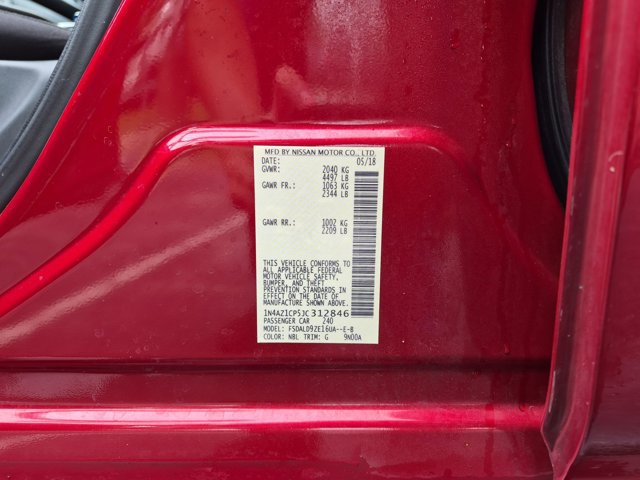 MFD BY NISSAN MOTOR CO., LTD.
DATE: 05/18
GVWR: 2040 KG
4497 LB
GAWR FR: 1063 KG
2344 LB
GAWR RR: 1002 KG
2209 LB
THIS VEHICLE CONFORMS TO
ALL APPLICABLE FEDERAL
MOTOR VEHICLE SAFETY,
BUMPER, AND THEFT
PREVENTION STANDARDS
IN EFFECT ON THE DATE OF
MANUFACTURE SHOWN ABOVE.
1N4AZ1CP5JC312846
PASSENGER CAR 240
MODEL: FSDALD9ZE16UA--E-B
COLOR: NBL TRIM: G 9N00A